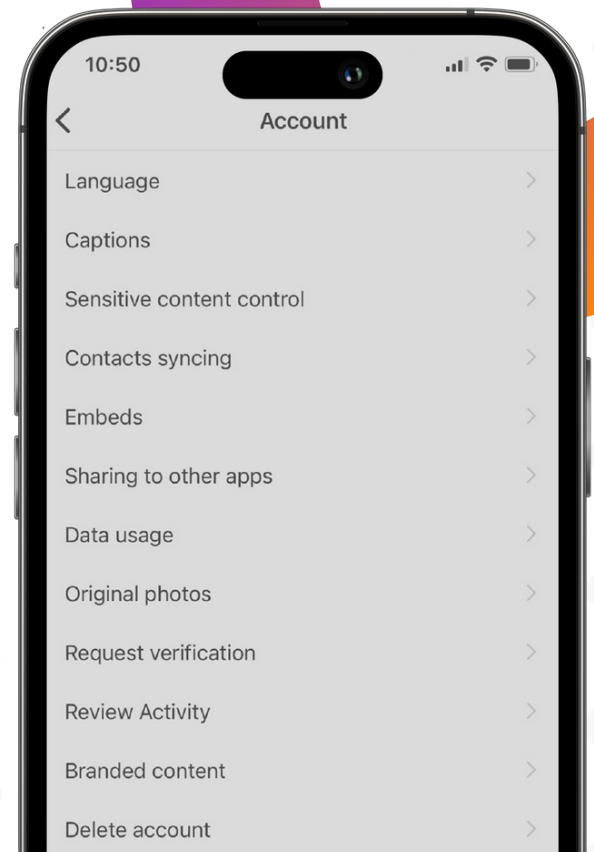 10:50
Account
Language
Captions
Sensitive content control
Contacts syncing
Embeds
Sharing to other apps
Data usage
Original photos
Request verification
Review Activity
Branded content
Delete account